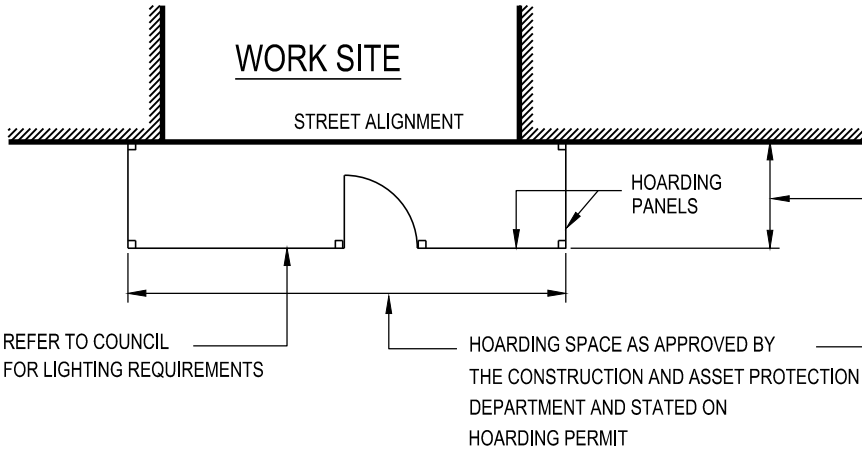 WORK SITE
STREET ALIGNMENT
HOARDING
PANELS
REFER TO COUNCIL
FOR LIGHTING REQUIREMENTS
HOARDING SPACE AS APPROVED BY
THE CONSTRUCTION AND ASSET PROTECTION
DEPARTMENT AND STATED ON
HOARDING PERMIT